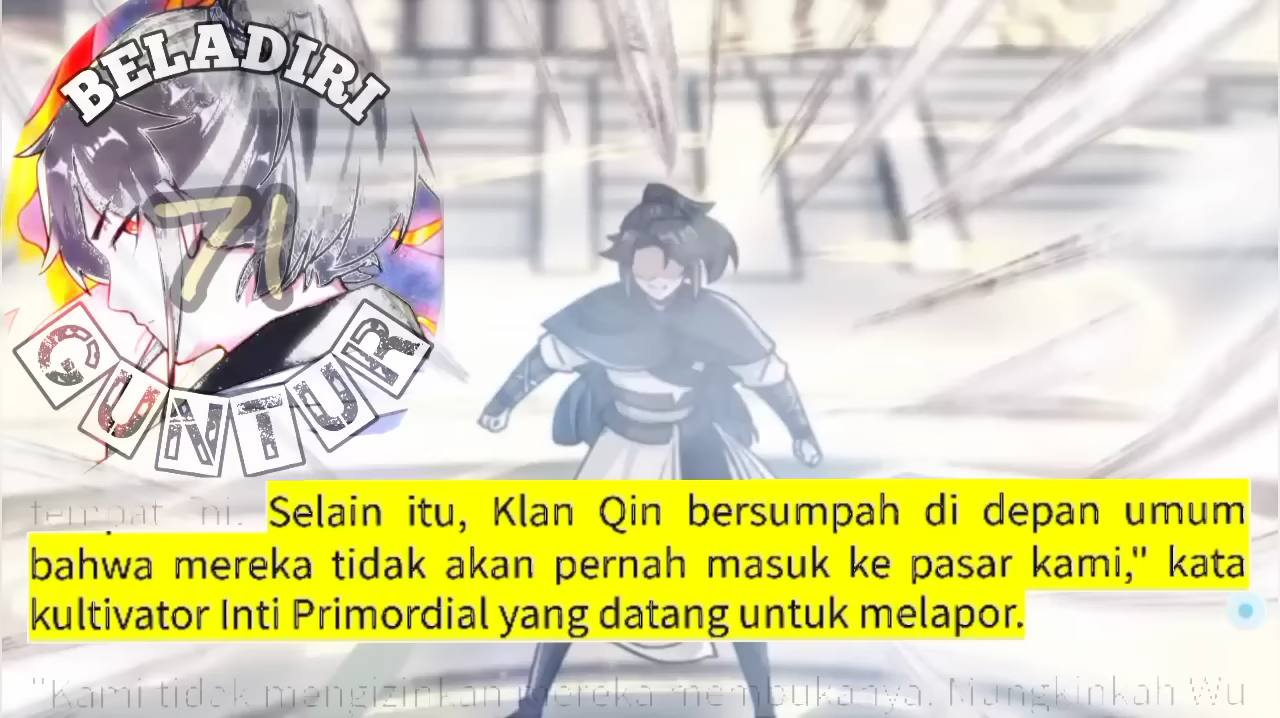 BELADIRI
71
GUNTUR
tempat ini. Selain itu, Klan Qin bersumpah di depan umum
bahwa mereka tidak akan pernah masuk ke pasar kami," kata
kultivator Inti Primordial yang datang untuk melapor.
"Kami tidak mengizinkan mereka membukanya. Mungkinkah Wu